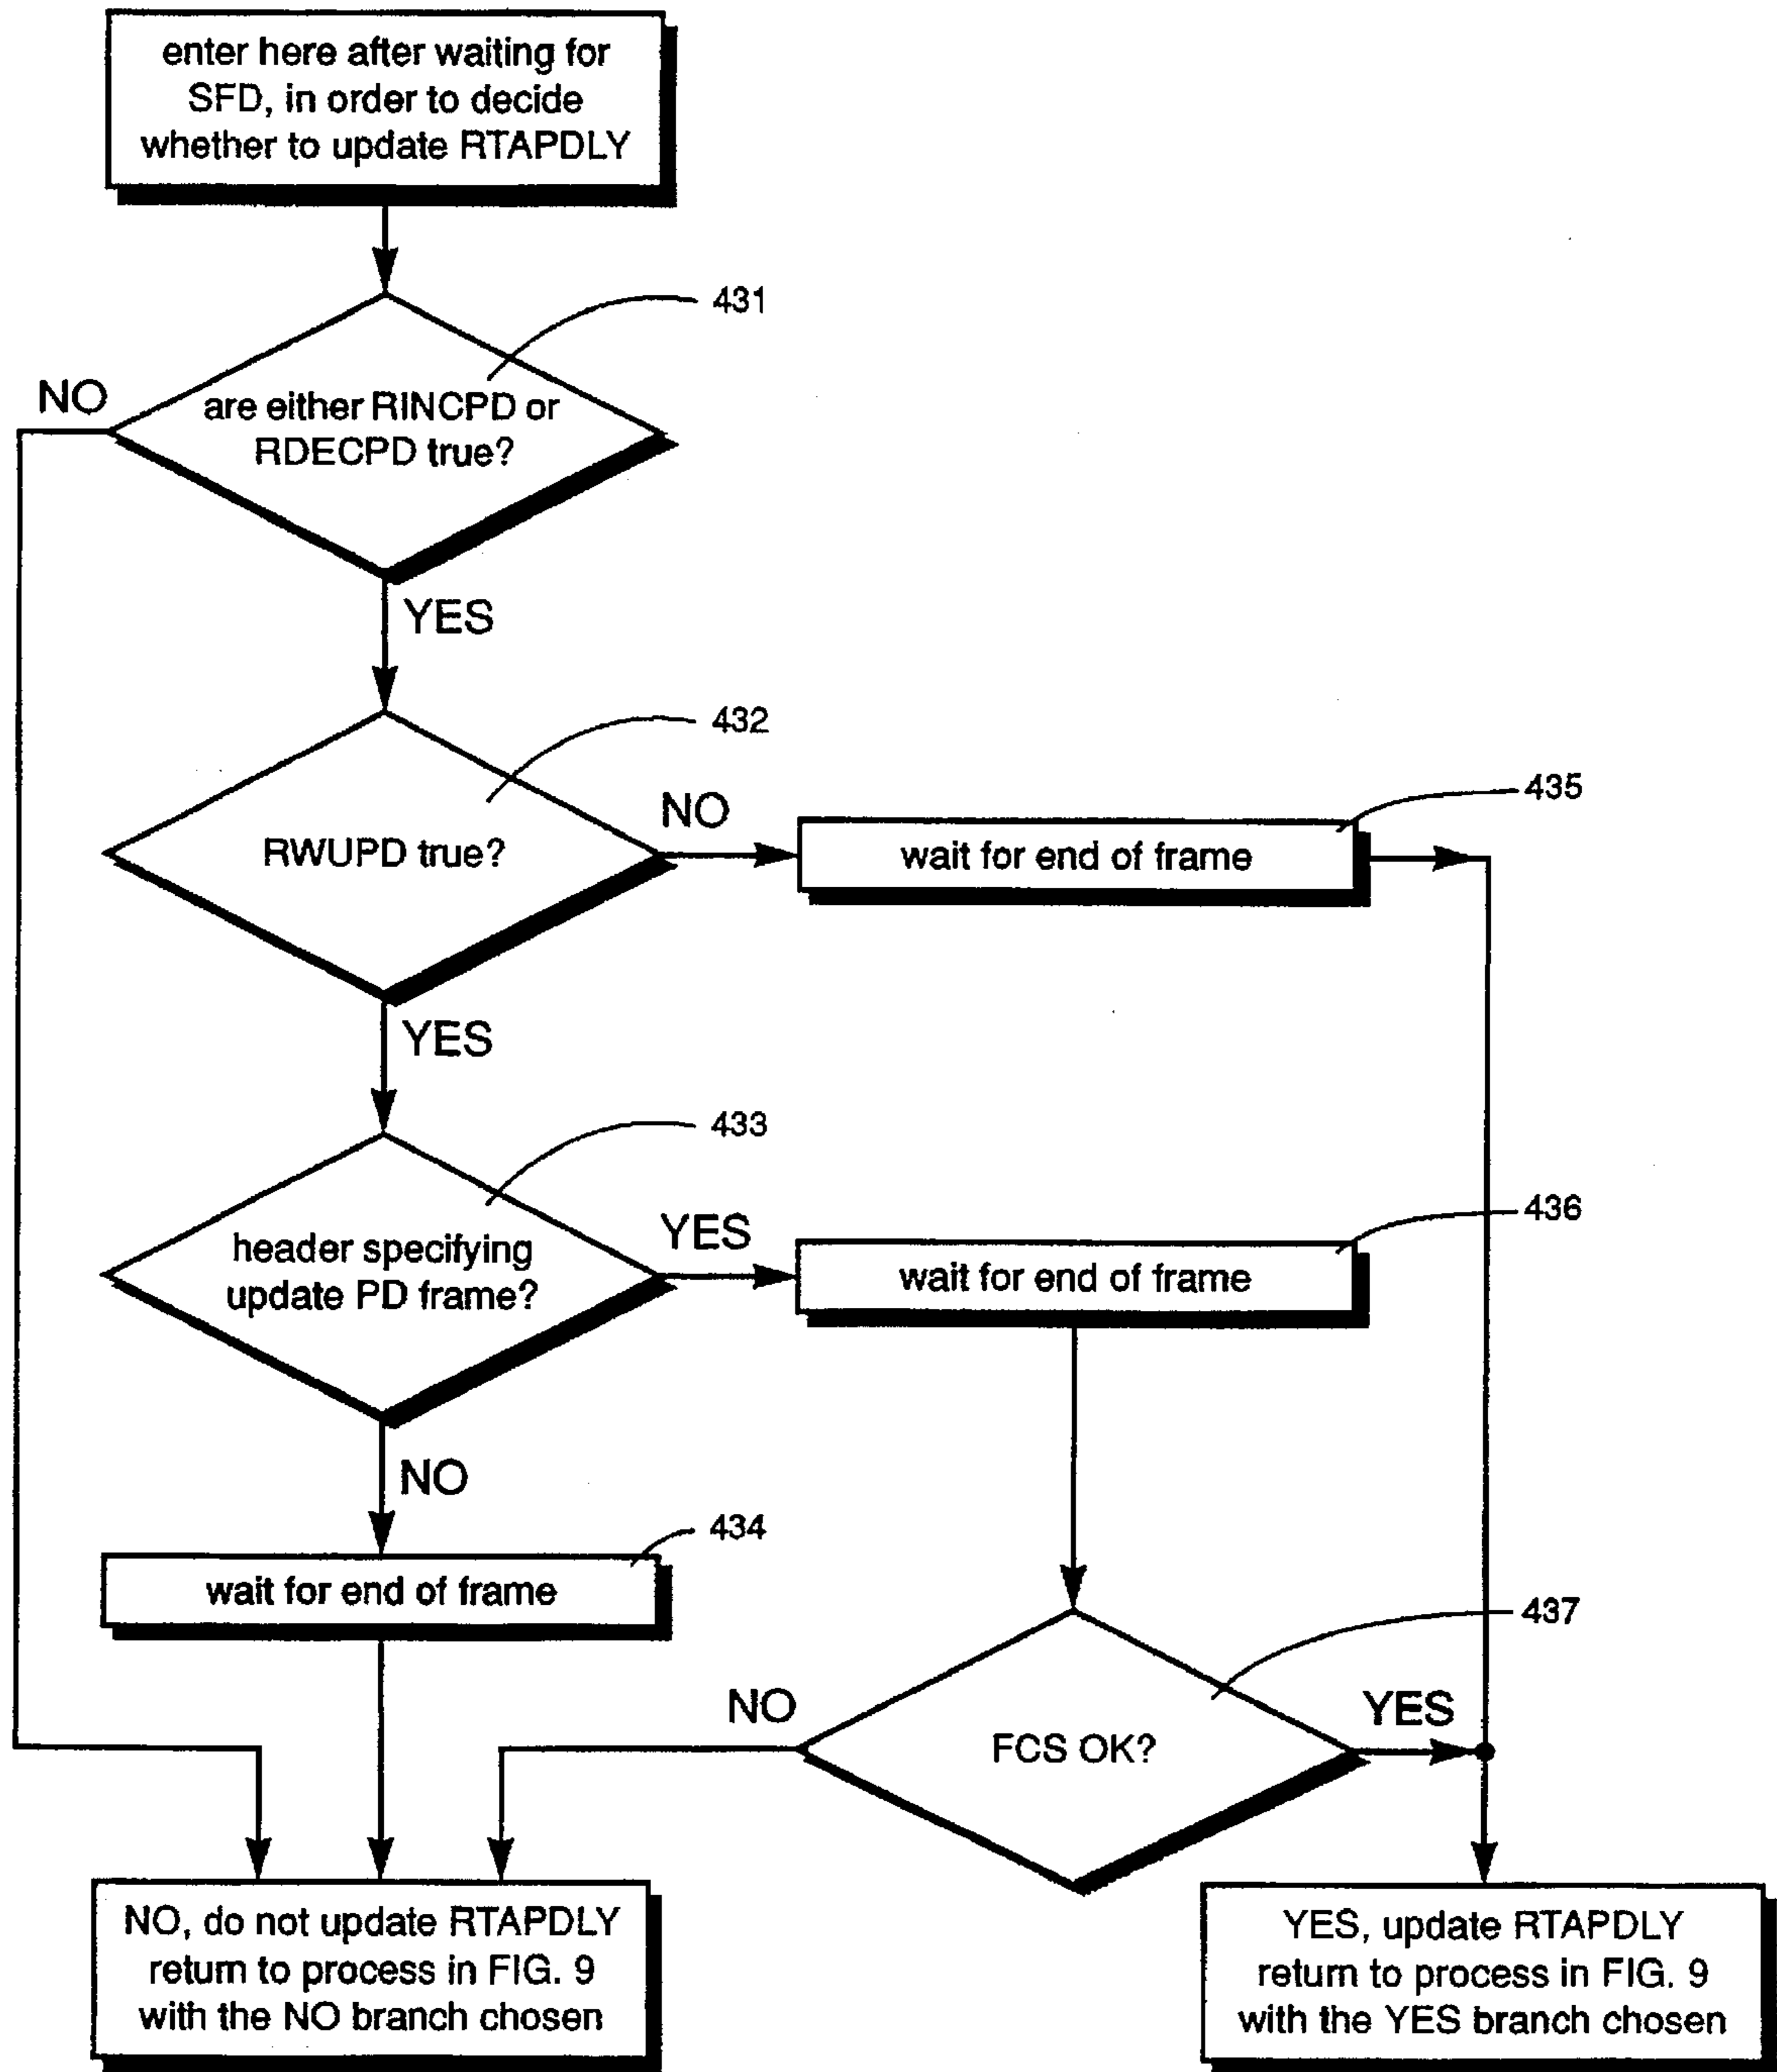 enter here after waiting for
SFD, in order to decide
whether to update RTAPDLY
431
NO
are either RINCPD or
RDECPD true?
YES
432
RWUPD true?
NO
435
wait for end of frame
YES
433
header specifying
update PD frame?
YES
436
wait for end of frame
NO
434
wait for end of frame
437
NO
FCS OK?
YES
NO, do not update RTAPDLY
return to process in FIG. 9
with the NO branch chosen
YES, update RTAPDLY
return to process in FIG. 9
with the YES branch chosen